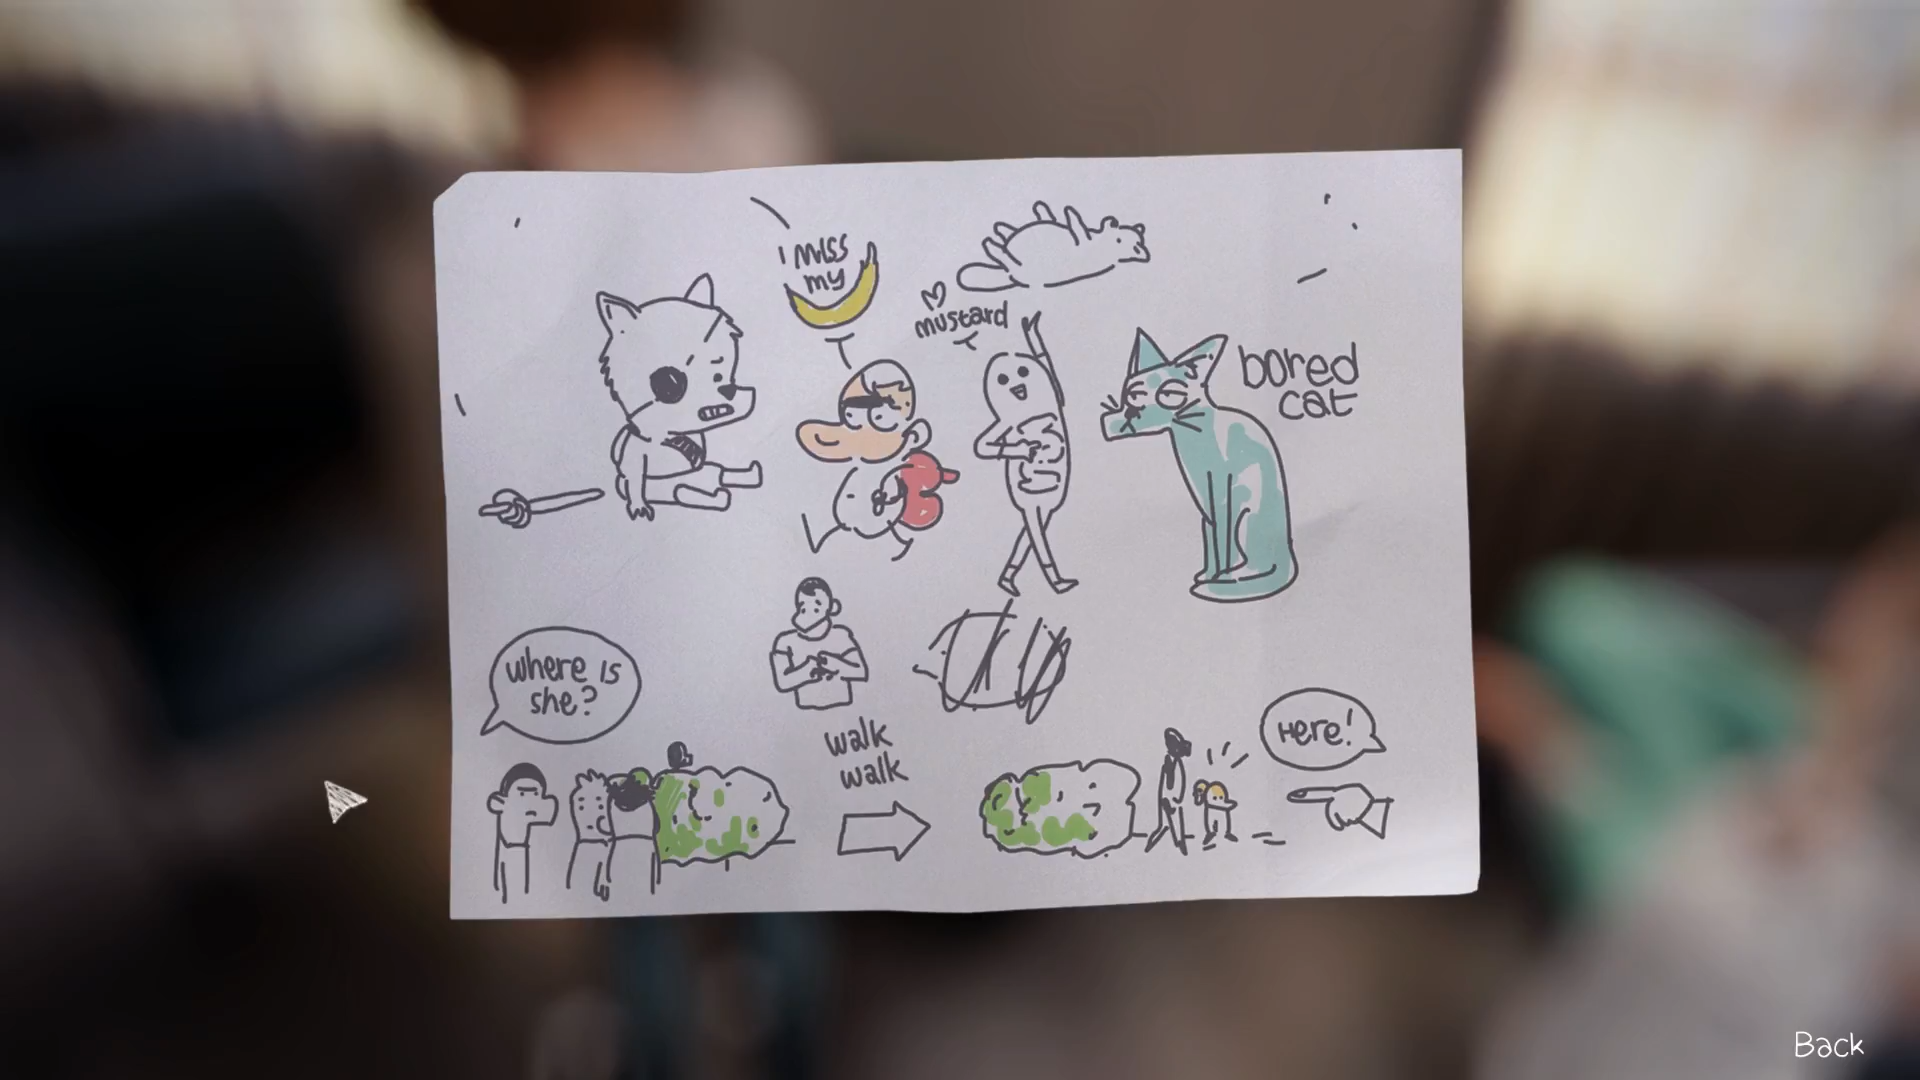 I miss
my
mustard
bored
cat
where is
she?
walk
walk
Here!
Back